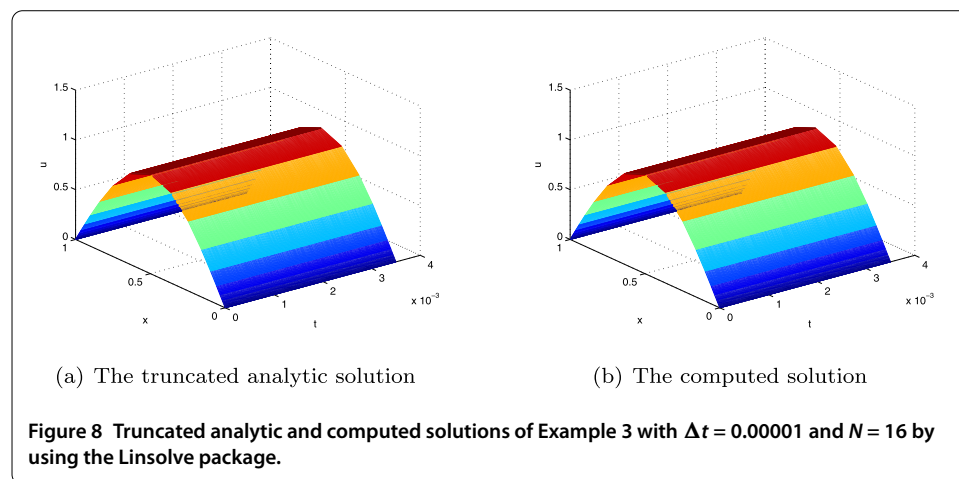 1.5
1
0.5
0
u
1
0.5
0
x
0
1
2
3
4
x 10⁻³
t
(a) The truncated analytic solution
1.5
1
0.5
0
u
1
0.5
0
x
0
1
2
3
4
x 10⁻³
t
(b) The computed solution
Figure 8 Truncated analytic and computed solutions of Example 3 with Δt = 0.00001 and N = 16 by
using the Linsolve package.